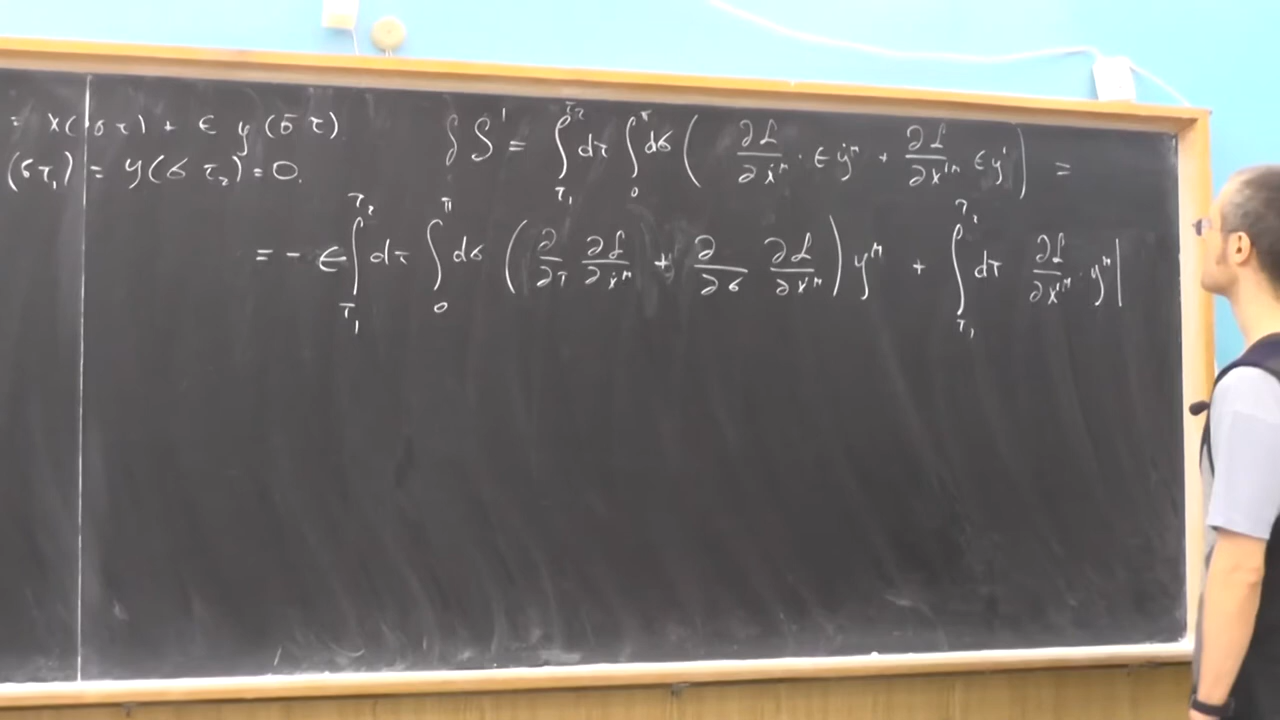 = x(σ τ) + ϵ y(σ τ)
(σ τ₁) = y(σ τ₂) = 0.
δS' = ∫_{τ₁}^{τ₂} dτ ∫_0^π dσ ( ∂ℒ/∂ẋ^μ · ϵ ẏ^μ + ∂ℒ/∂x'^μ ϵ y' ) =
= - ϵ ∫_{τ₁}^{τ₂} dτ ∫_0^π dσ ( ∂/∂τ ∂ℒ/∂ẋ^μ + ∂/∂σ ∂ℒ/∂x'^μ ) y^μ + ∫_{τ₁}^{τ₂} dτ ∂ℒ/∂x'^μ · y^μ |